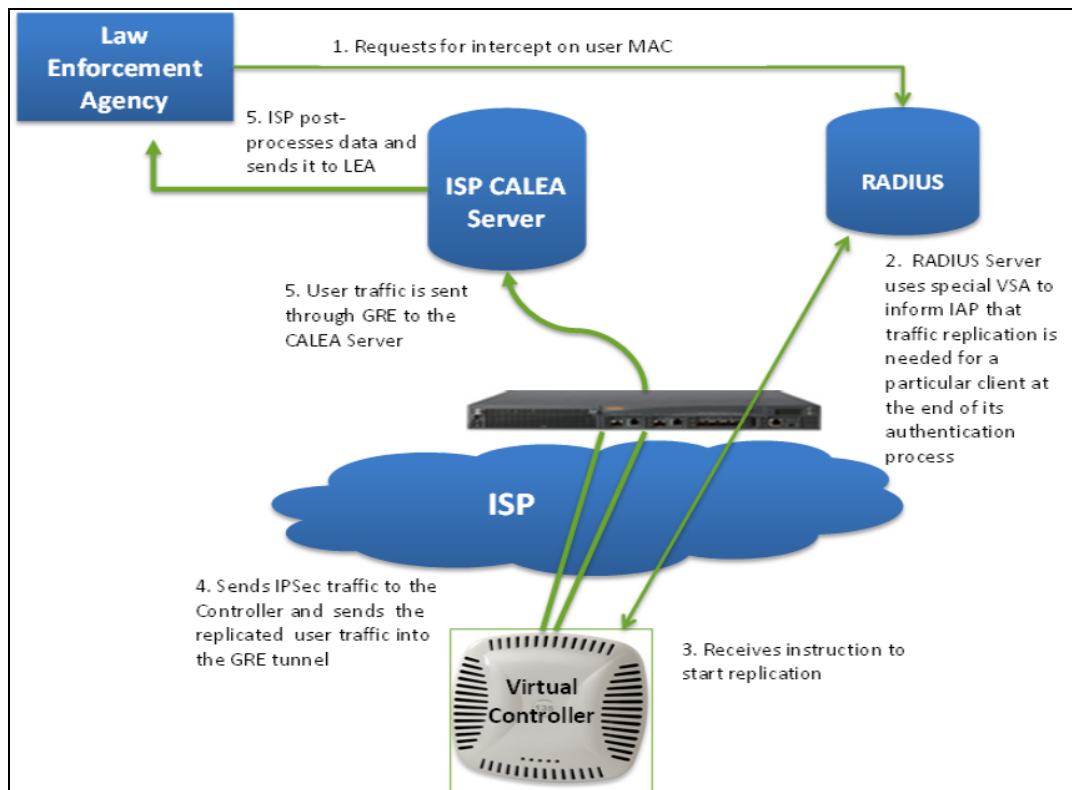 Law
Enforcement
Agency
1. Requests for intercept on user MAC
5. ISP post-
processes data and
sends it to LEA
ISP CALEA
Server
RADIUS
2. RADIUS Server
uses special VSA to
inform IAP that
traffic replication is
needed for a
particular client at
the end of its
authentication
process
5. User traffic is sent
through GRE to the
CALEA Server
ISP
4. Sends IPSec traffic to the
Controller and sends the
replicated user traffic into
the GRE tunnel
3. Receives instruction to
start replication
Virtual
Controller